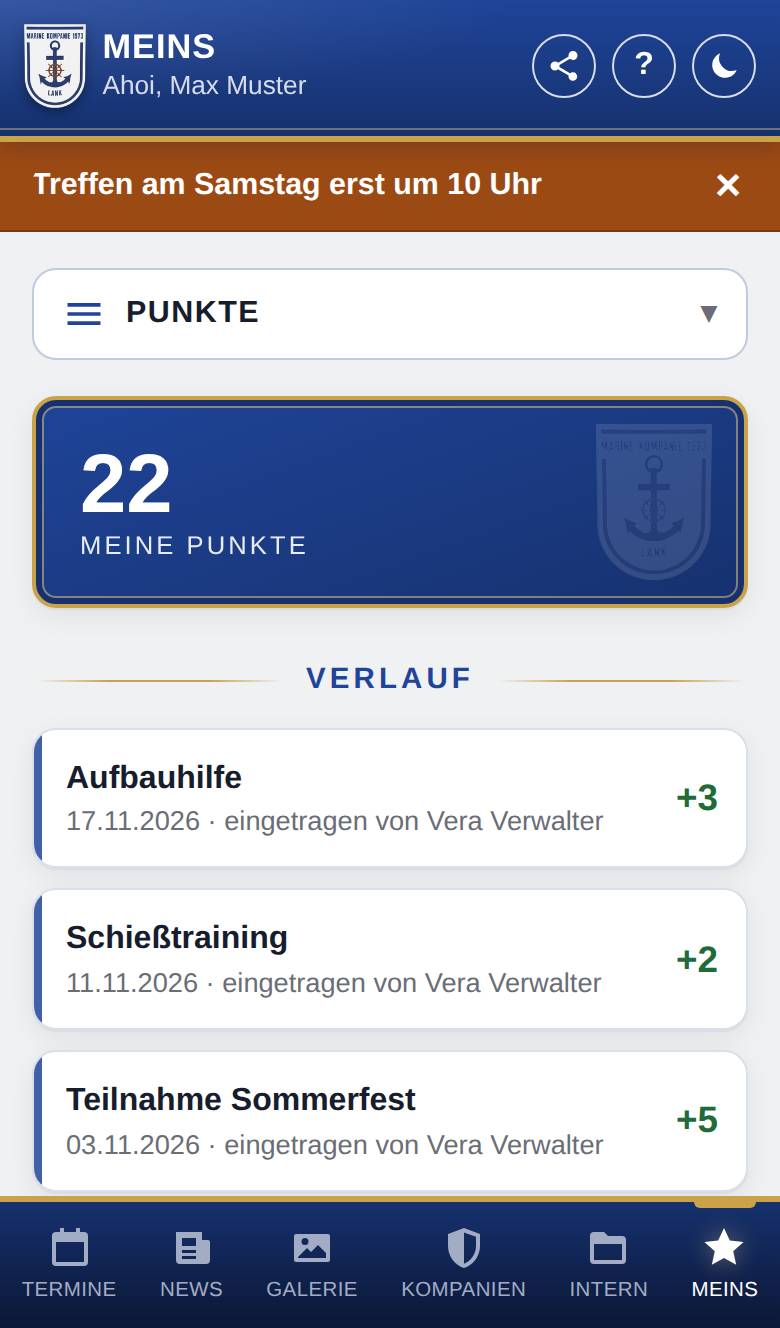 MARINE KOMPANIE 1973
LANK
MEINS
Ahoi, Max Muster
?
Treffen am Samstag erst um 10 Uhr
×
PUNKTE
▼
22
MEINE PUNKTE
MARINE KOMPANIE 1973
LANK
VERLAUF
Aufbauhilfe
17.11.2026 · eingetragen von Vera Verwalter
+3
Schießtraining
11.11.2026 · eingetragen von Vera Verwalter
+2
Teilnahme Sommerfest
03.11.2026 · eingetragen von Vera Verwalter
+5
TERMINE
NEWS
GALERIE
KOMPANIEN
INTERN
MEINS